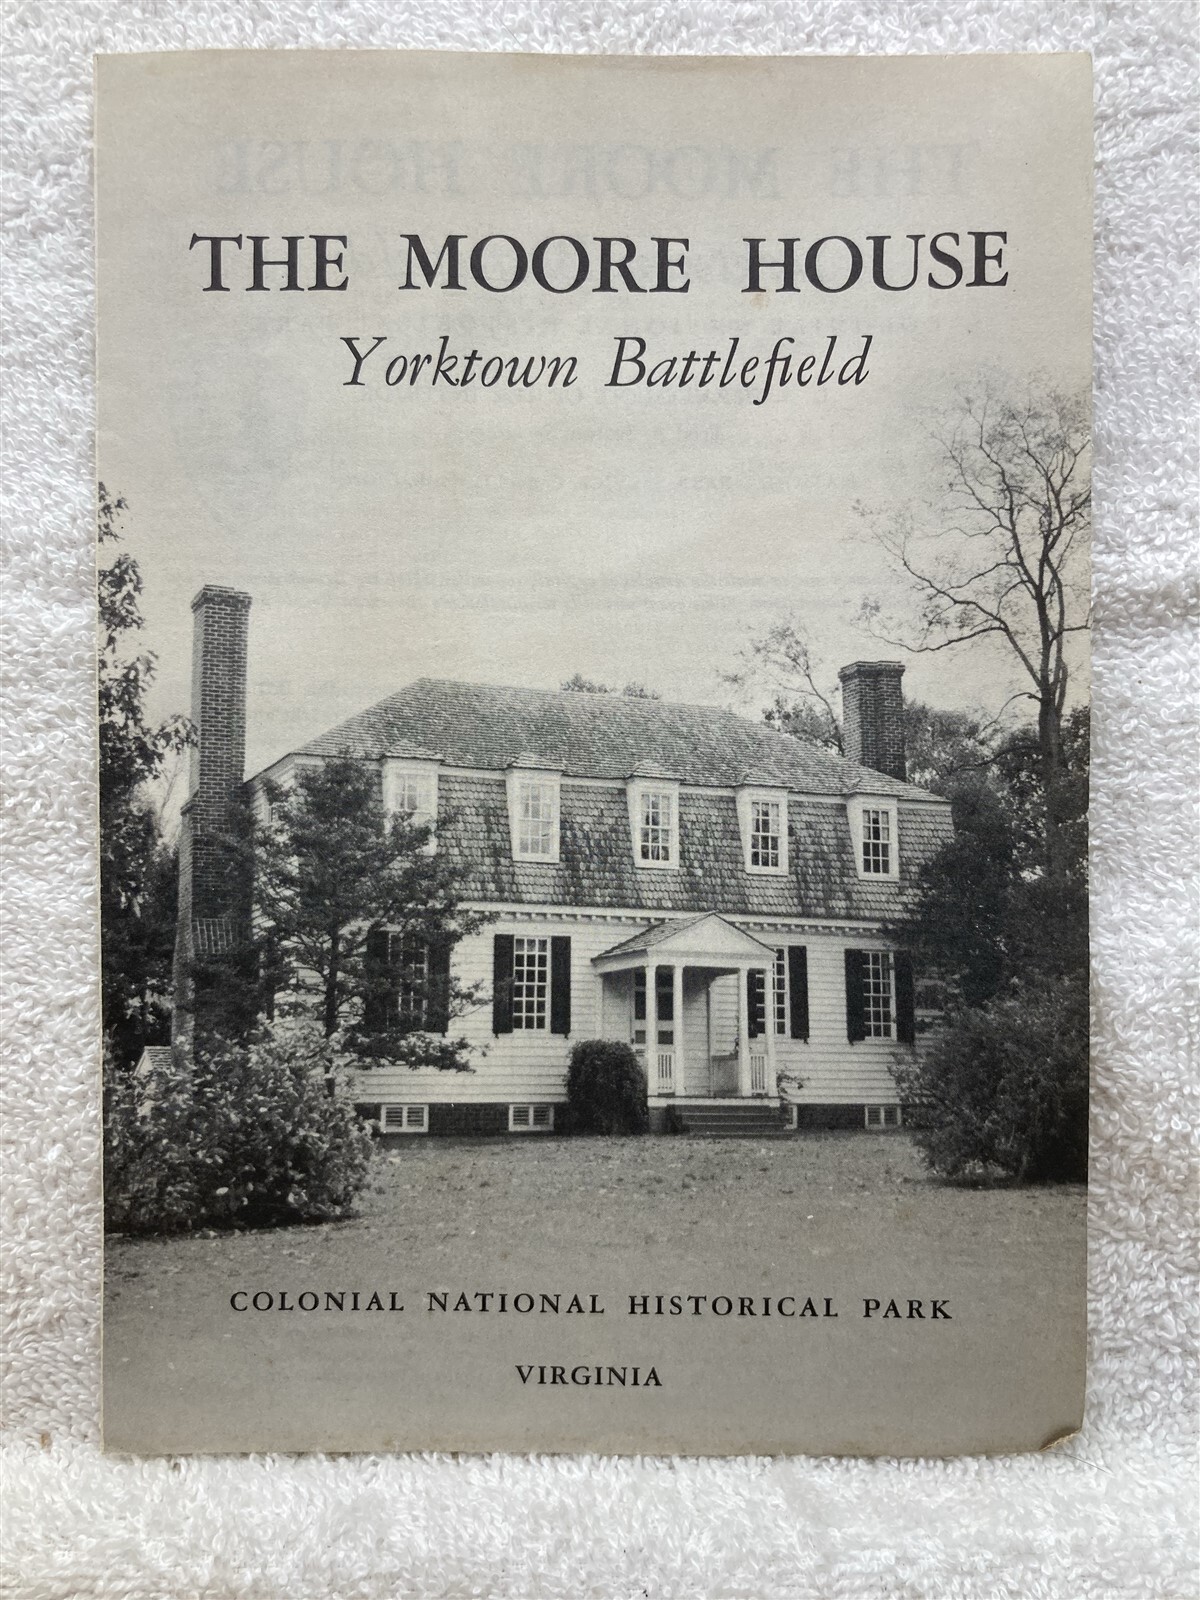 THE MOORE HOUSE
Yorktown Battlefield
COLONIAL NATIONAL HISTORICAL PARK
VIRGINIA